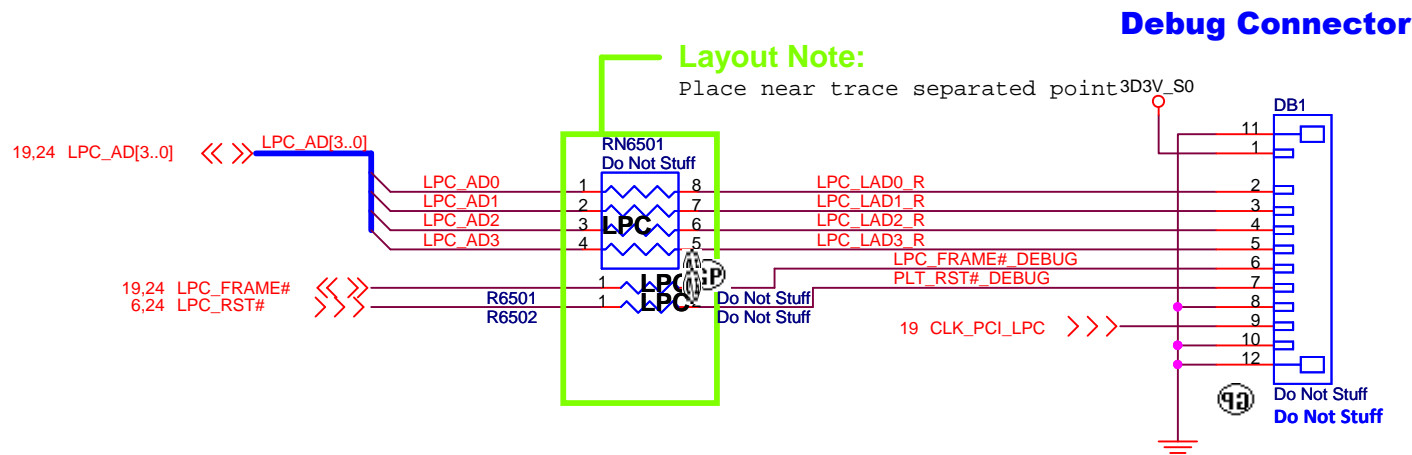 Debug Connector
Layout Note:
Place near trace separated point
3D3V_S0
DB1
19,24 LPC_AD[3..0]
LPC_AD[3..0]
RN6501
Do Not Stuff
11
1
LPC_AD0 1 8 LPC_LAD0_R 2
LPC_AD1 2 7 LPC_LAD1_R 3
LPC_AD2 3 LPC 6 LPC_LAD2_R 4
LPC_AD3 4 5 LPC_LAD3_R 5
LPC_FRAME#_DEBUG 6
19,24 LPC_FRAME# 1 LPC GP PLT_RST#_DEBUG 7
R6501 Do Not Stuff
6,24 LPC_RST# 1 LPC 8
R6502 Do Not Stuff
19 CLK_PCI_LPC 9
10
12
GP
Do Not Stuff
Do Not Stuff